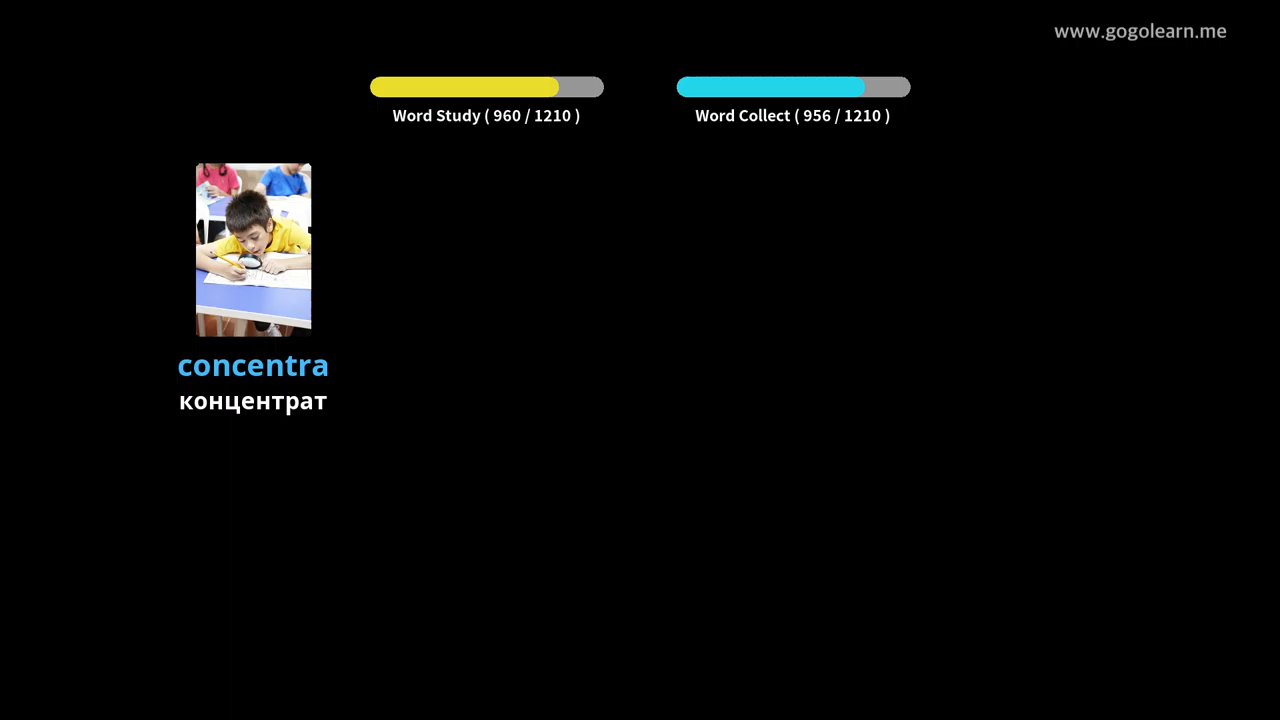 www.gogolearn.me
Word Study ( 960 / 1210 )
Word Collect ( 956 / 1210 )
concentra
концентрат